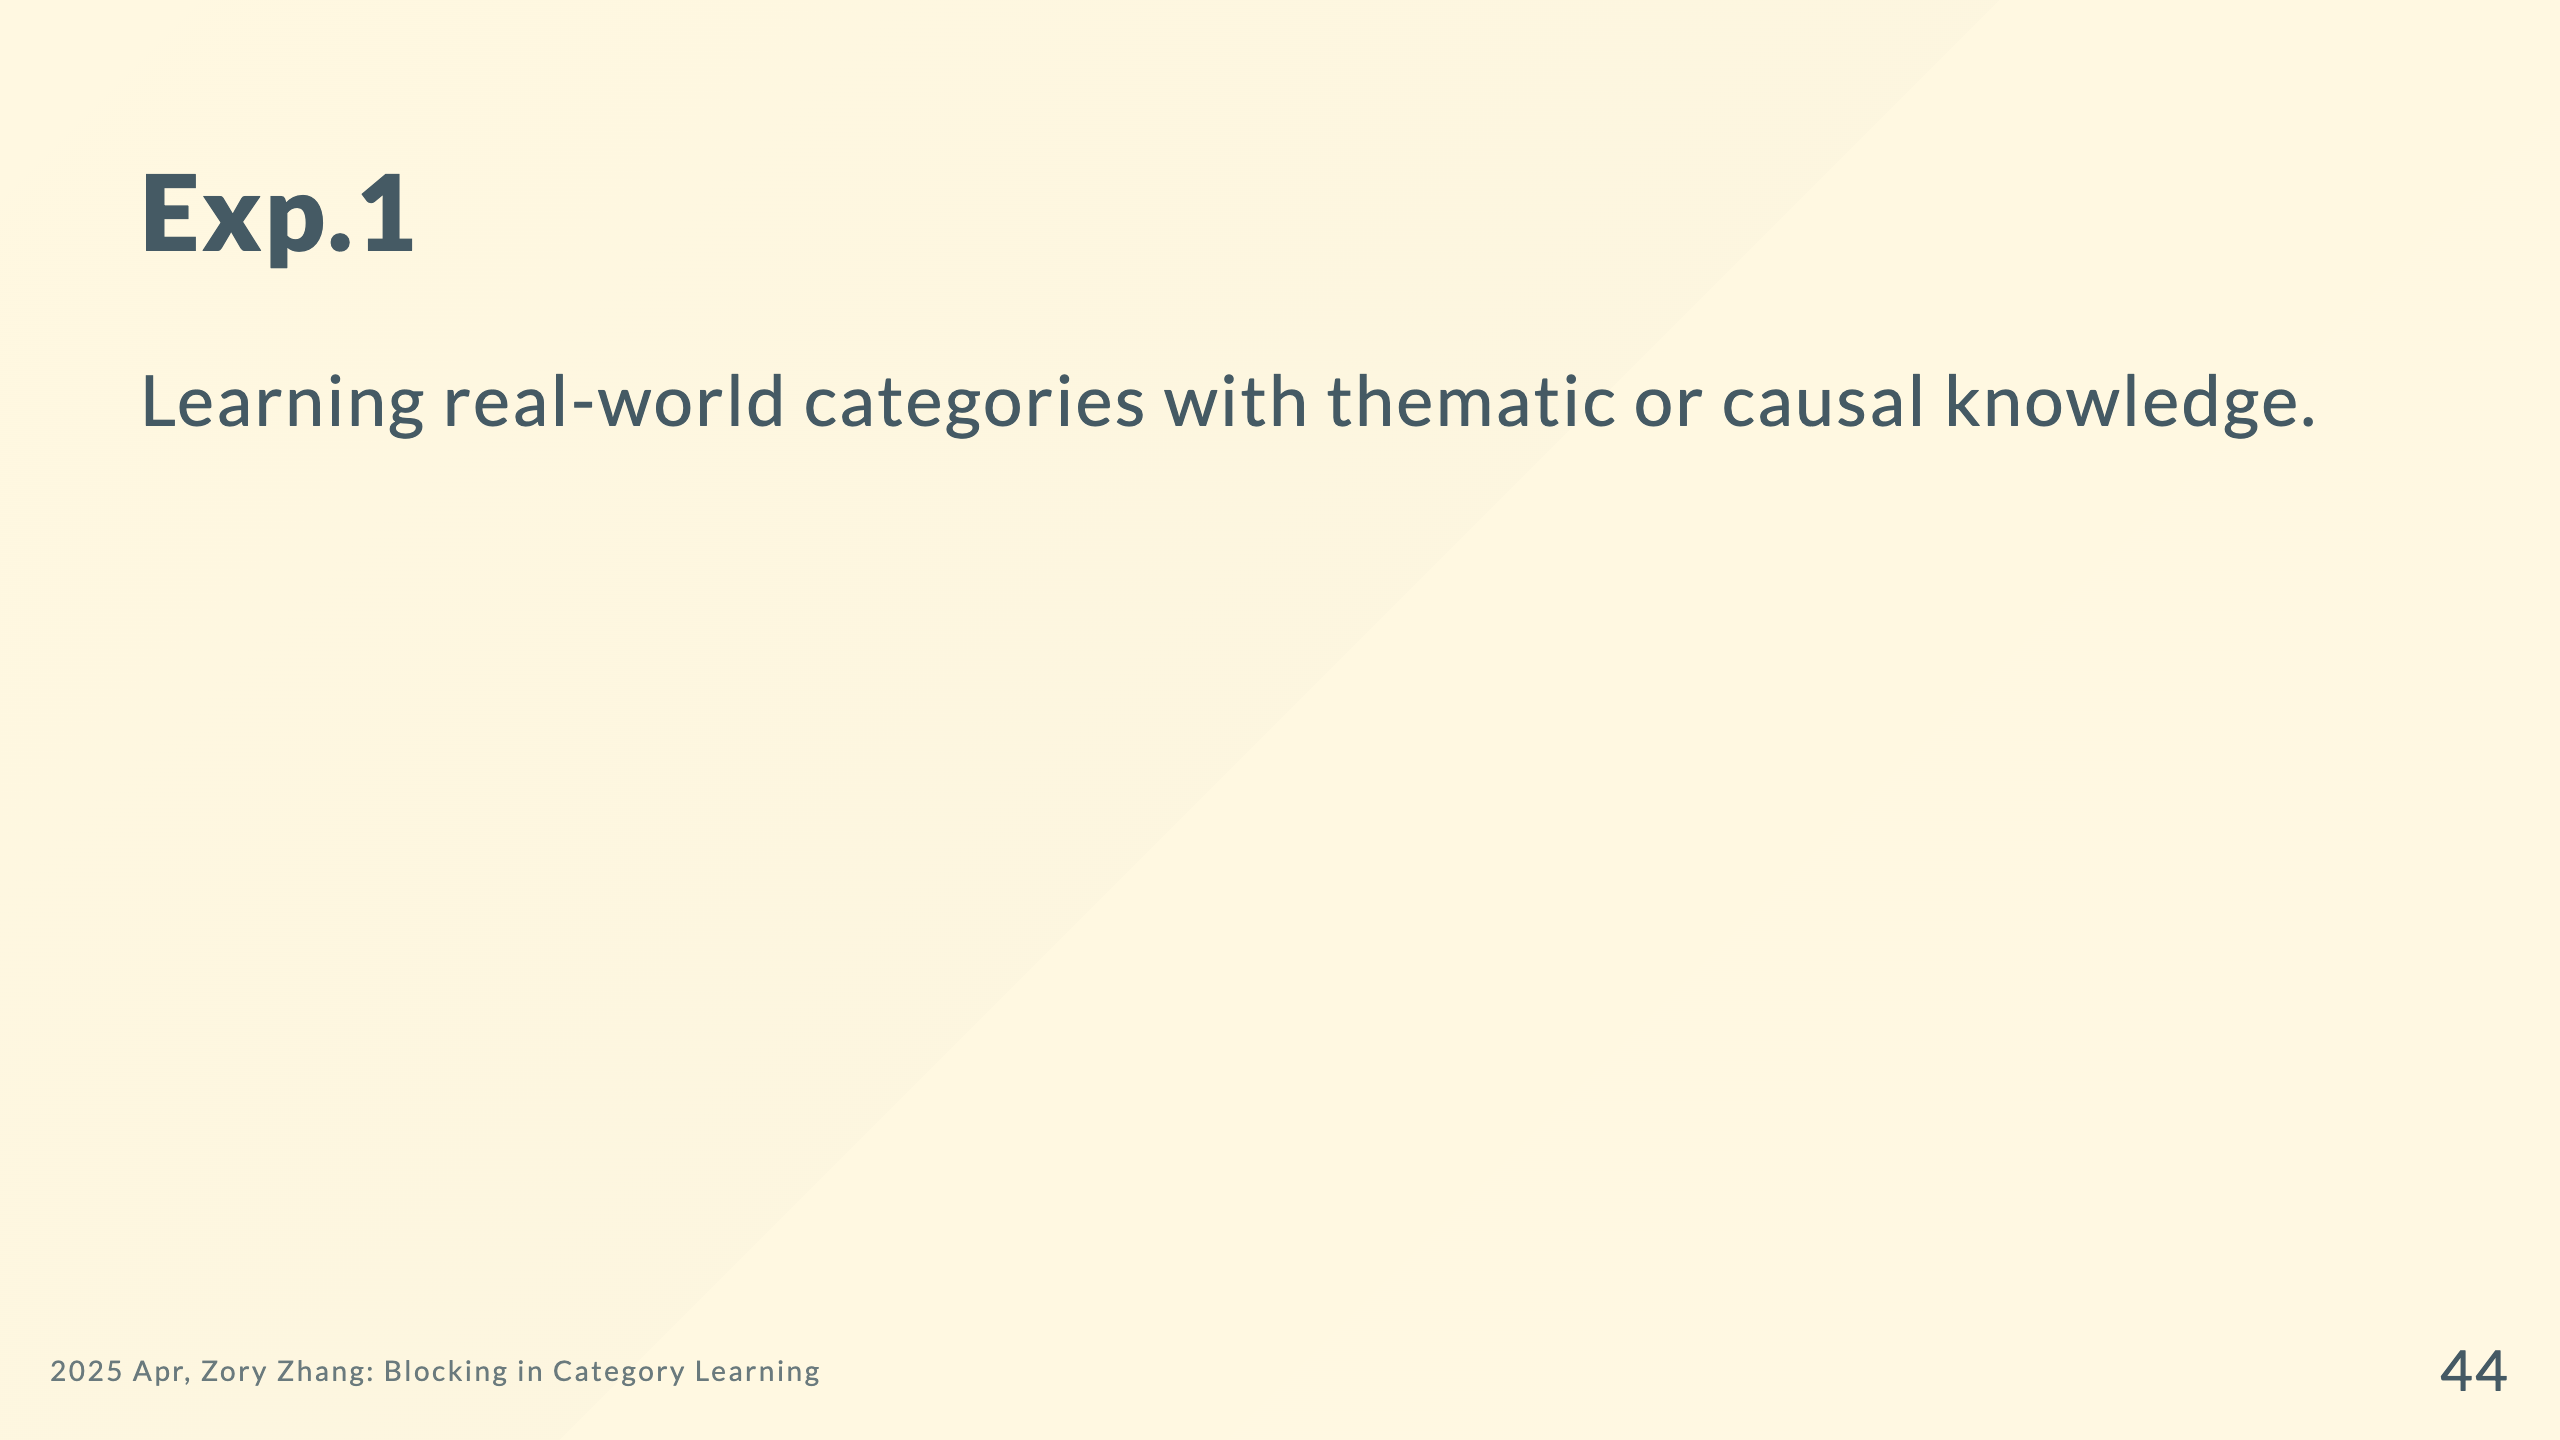 Exp.1
Learning real-world categories with thematic or causal knowledge.
2025 Apr, Zory Zhang: Blocking in Category Learning
44